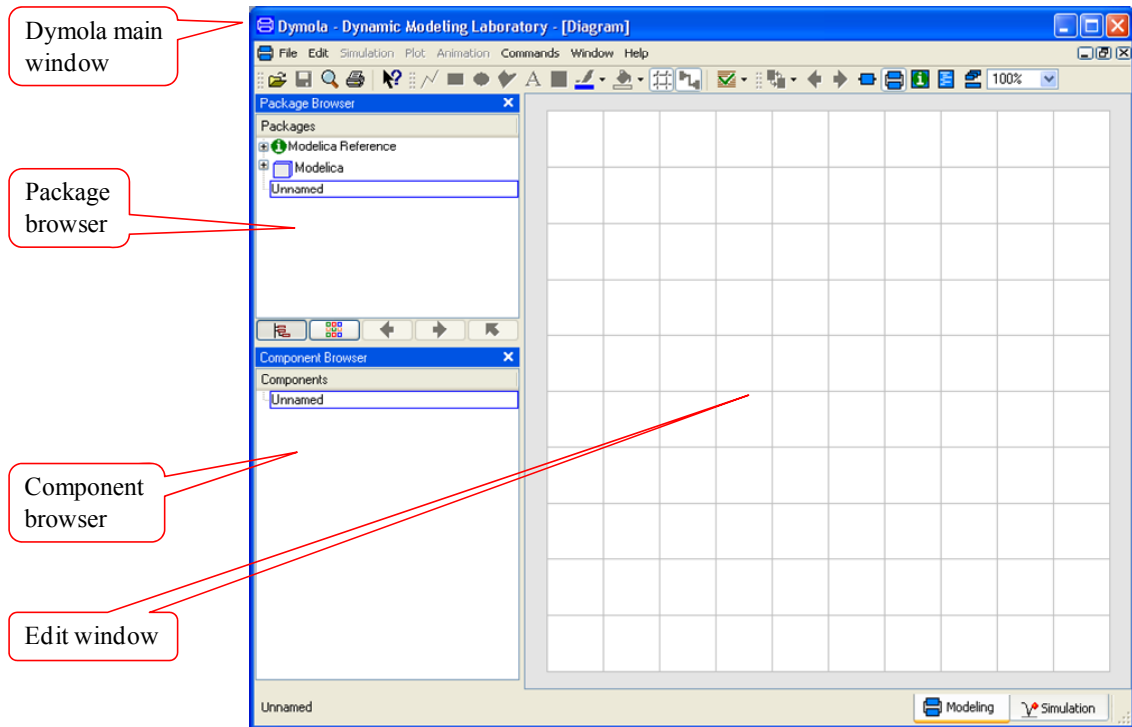 Dymola main
window
Dymola - Dynamic Modeling Laboratory - [Diagram]
File Edit Simulation Plot Animation Commands Window Help
A 100%
Package Browser
Packages
Modelica Reference
Modelica
Unnamed
Package
browser
Component Browser
Components
Unnamed
Component
browser
Edit window
Unnamed
Modeling Simulation